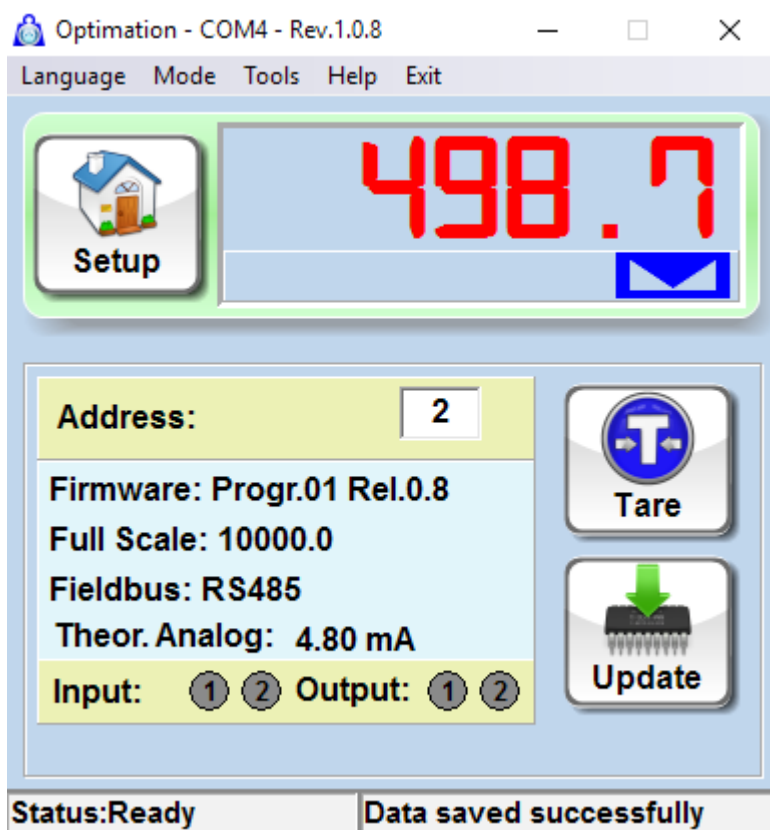 Optimation - COM4 - Rev.1.0.8
Language Mode Tools Help Exit
498.7
Setup
Address: 2
Firmware: Progr.01 Rel.0.8
Full Scale: 10000.0
Fieldbus: RS485
Theor. Analog: 4.80 mA
Input: 1 2 Output: 1 2
T
Tare
Update
Status:Ready
Data saved successfully